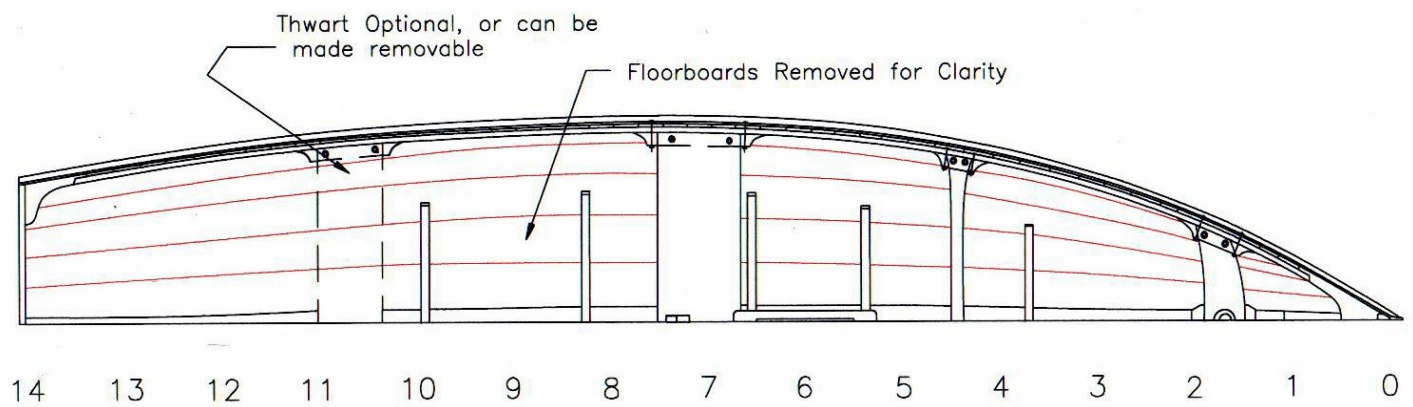 Thwart Optional, or can be
made removable
Floorboards Removed for Clarity
14 13 12 11 10 9 8 7 6 5 4 3 2 1 0